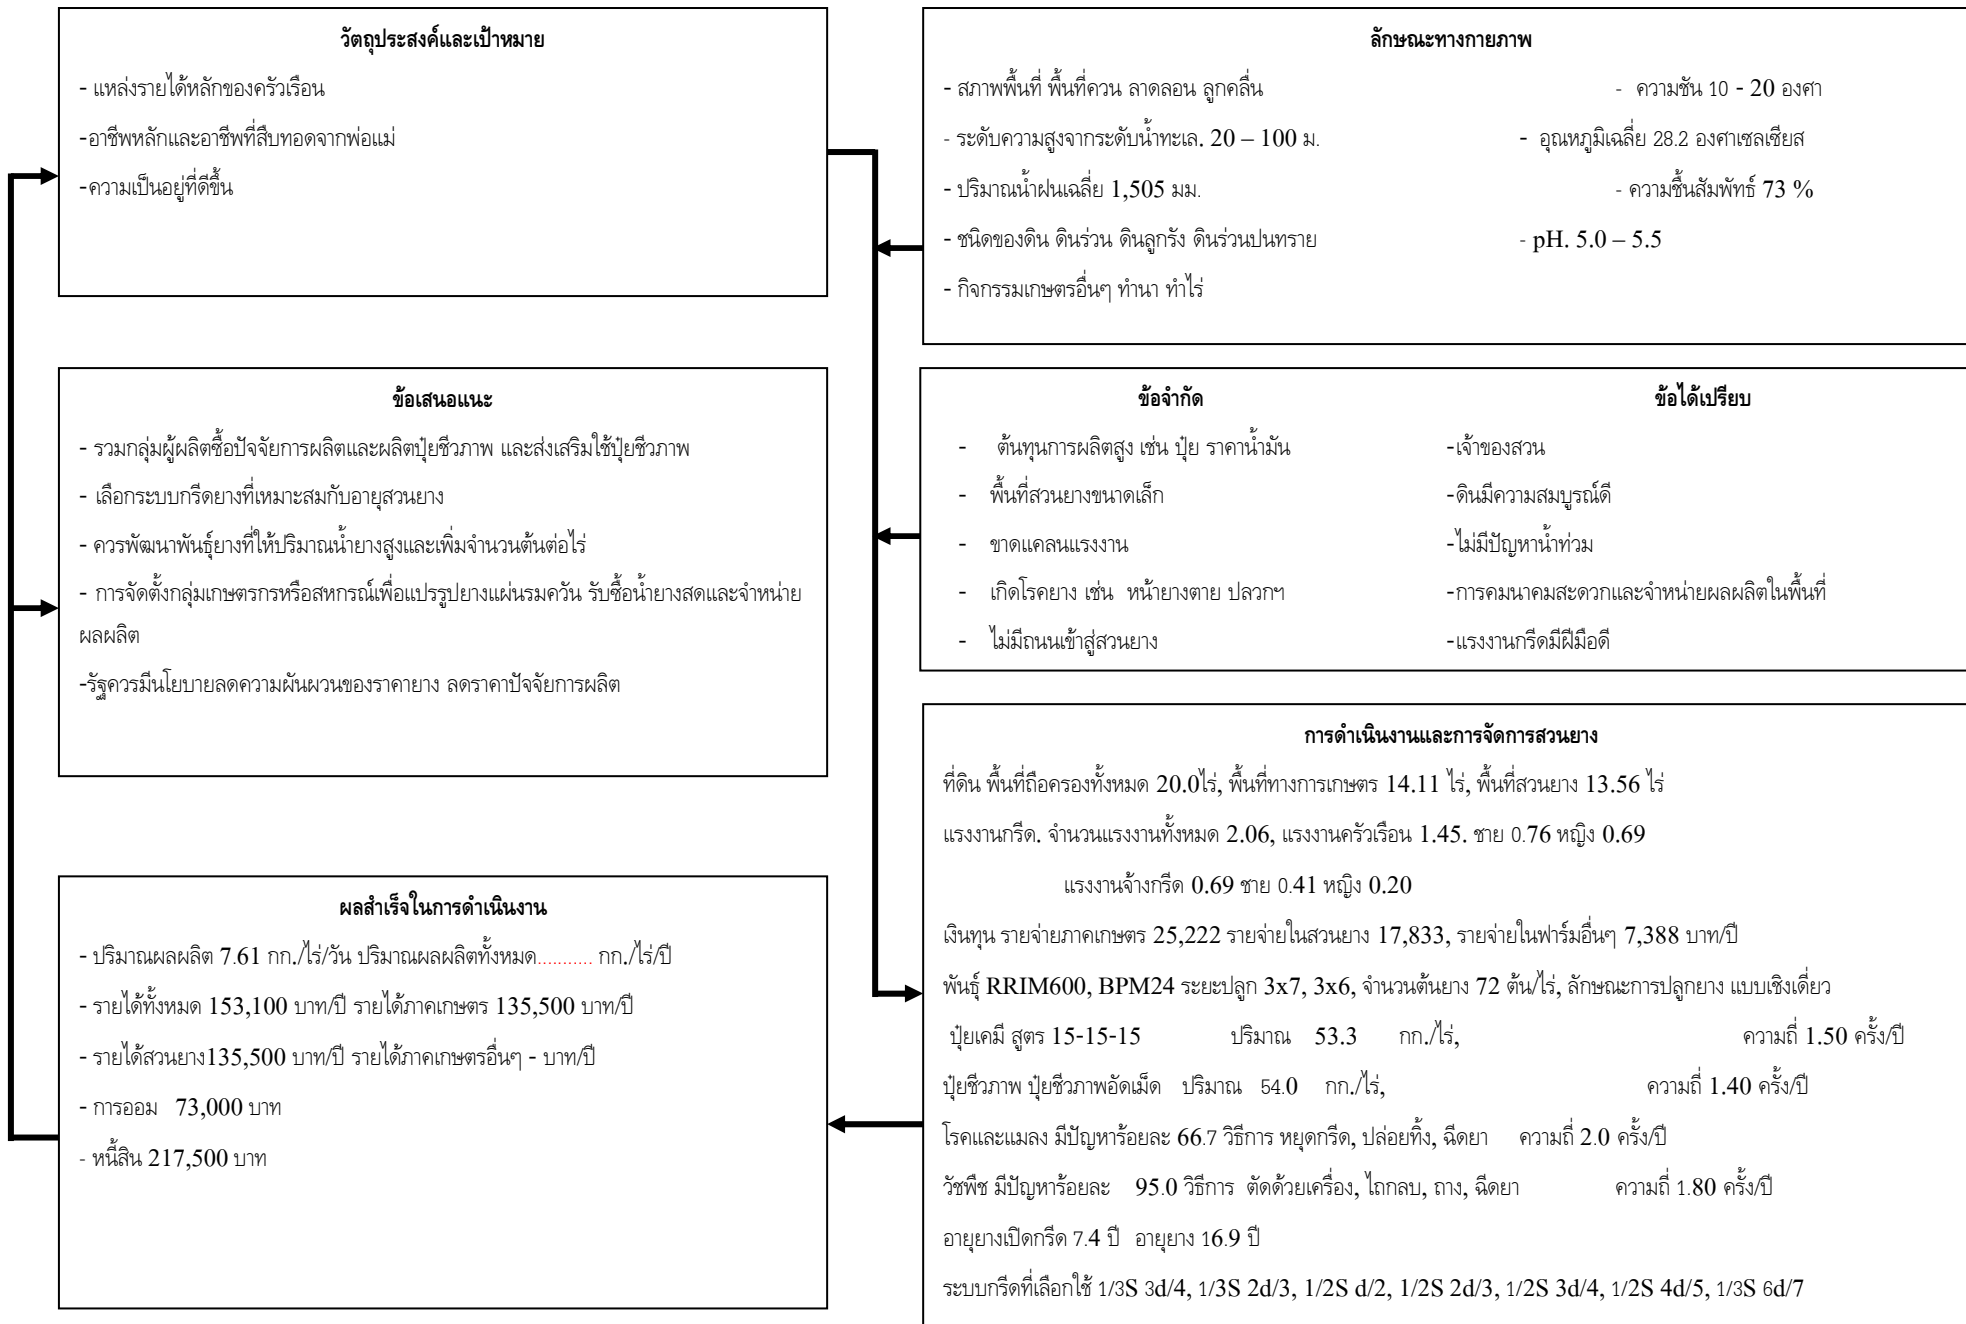 วัตถุประสงค์และเป้าหมาย
- แหล่งรายได้หลักของครัวเรือน
-อาชีพหลักและอาชีพที่สืบทอดจากพ่อแม่
-ความเป็นอยู่ที่ดีขึ้น
ลักษณะทางกายภาพ
- สภาพพื้นที่ พื้นที่ควน ลาดลอน ลูกคลื่น - ความชัน 10 - 20 องศา
- ระดับความสูงจากระดับน้ำทะเล. 20 – 100 ม. - อุณหภูมิเฉลี่ย 28.2 องศาเซลเซียส
- ปริมาณน้ำฝนเฉลี่ย 1,505 มม. - ความชื้นสัมพัทธ์ 73 %
- ชนิดของดิน ดินร่วน ดินลูกรัง ดินร่วนปนทราย - pH. 5.0 – 5.5
- กิจกรรมเกษตรอื่นๆ ทำนา ทำไร่
ข้อเสนอแนะ
- รวมกลุ่มผู้ผลิตซื้อปัจจัยการผลิตและผลิตปุ๋ยชีวภาพ และส่งเสริมใช้ปุ๋ยชีวภาพ
- เลือกระบบกรีดยางที่เหมาะสมกับอายุสวนยาง
- ควรพัฒนาพันธุ์ยางที่ให้ปริมาณน้ำยางสูงและเพิ่มจำนวนต้นต่อไร่
- การจัดตั้งกลุ่มเกษตรกรหรือสหกรณ์เพื่อแปรรูปยางแผ่นรมควัน รับซื้อน้ำยางสดและจำหน่าย
ผลผลิต
-รัฐควรมีนโยบายลดความผันผวนของราคายาง ลดราคาปัจจัยการผลิต
ข้อจำกัด ข้อได้เปรียบ
- ต้นทุนการผลิตสูง เช่น ปุ๋ย ราคาน้ำมัน -เจ้าของสวน
- พื้นที่สวนยางขนาดเล็ก -ดินมีความสมบูรณ์ดี
- ขาดแคลนแรงงาน -ไม่มีปัญหาน้ำท่วม
- เกิดโรคยาง เช่น หน้ายางตาย ปลวกฯ -การคมนาคมสะดวกและจำหน่ายผลผลิตในพื้นที่
- ไม่มีถนนเข้าสู่สวนยาง -แรงงานกรีดมีฝีมือดี
การดำเนินงานและการจัดการสวนยาง
ที่ดิน พื้นที่ถือครองทั้งหมด 20.0ไร่, พื้นที่ทางการเกษตร 14.11 ไร่, พื้นที่สวนยาง 13.56 ไร่
แรงงานกรีด. จำนวนแรงงานทั้งหมด 2.06, แรงงานครัวเรือน 1.45. ชาย 0.76 หญิง 0.69
แรงงานจ้างกรีด 0.69 ชาย 0.41 หญิง 0.20
เงินทุน รายจ่ายภาคเกษตร 25,222 รายจ่ายในสวนยาง 17,833, รายจ่ายในฟาร์มอื่นๆ 7,388 บาท/ปี
พันธุ์ RRIM600, BPM24 ระยะปลูก 3x7, 3x6, จำนวนต้นยาง 72 ต้น/ไร่, ลักษณะการปลูกยาง แบบเชิงเดี่ยว
ปุ๋ยเคมี สูตร 15-15-15 ปริมาณ 53.3 กก./ไร่, ความถี่ 1.50 ครั้ง/ปี
ปุ๋ยชีวภาพ ปุ๋ยชีวภาพอัดเม็ด ปริมาณ 54.0 กก./ไร่, ความถี่ 1.40 ครั้ง/ปี
โรคและแมลง มีปัญหาร้อยละ 66.7 วิธีการ หยุดกรีด, ปล่อยทิ้ง, ฉีดยา ความถี่ 2.0 ครั้ง/ปี
วัชพืช มีปัญหาร้อยละ 95.0 วิธีการ ตัดด้วยเครื่อง, ไถกลบ, ถาง, ฉีดยา ความถี่ 1.80 ครั้ง/ปี
อายุยางเปิดกรีด 7.4 ปี อายุยาง 16.9 ปี
ระบบกรีดที่เลือกใช้ 1/3S 3d/4, 1/3S 2d/3, 1/2S d/2, 1/2S 2d/3, 1/2S 3d/4, 1/2S 4d/5, 1/3S 6d/7
ผลสำเร็จในการดำเนินงาน
- ปริมาณผลผลิต 7.61 กก./ไร่/วัน ปริมาณผลผลิตทั้งหมด........... กก./ไร่/ปี
- รายได้ทั้งหมด 153,100 บาท/ปี รายได้ภาคเกษตร 135,500 บาท/ปี
- รายได้สวนยาง135,500 บาท/ปี รายได้ภาคเกษตรอื่นๆ - บาท/ปี
- การออม 73,000 บาท
- หนี้สิน 217,500 บาท